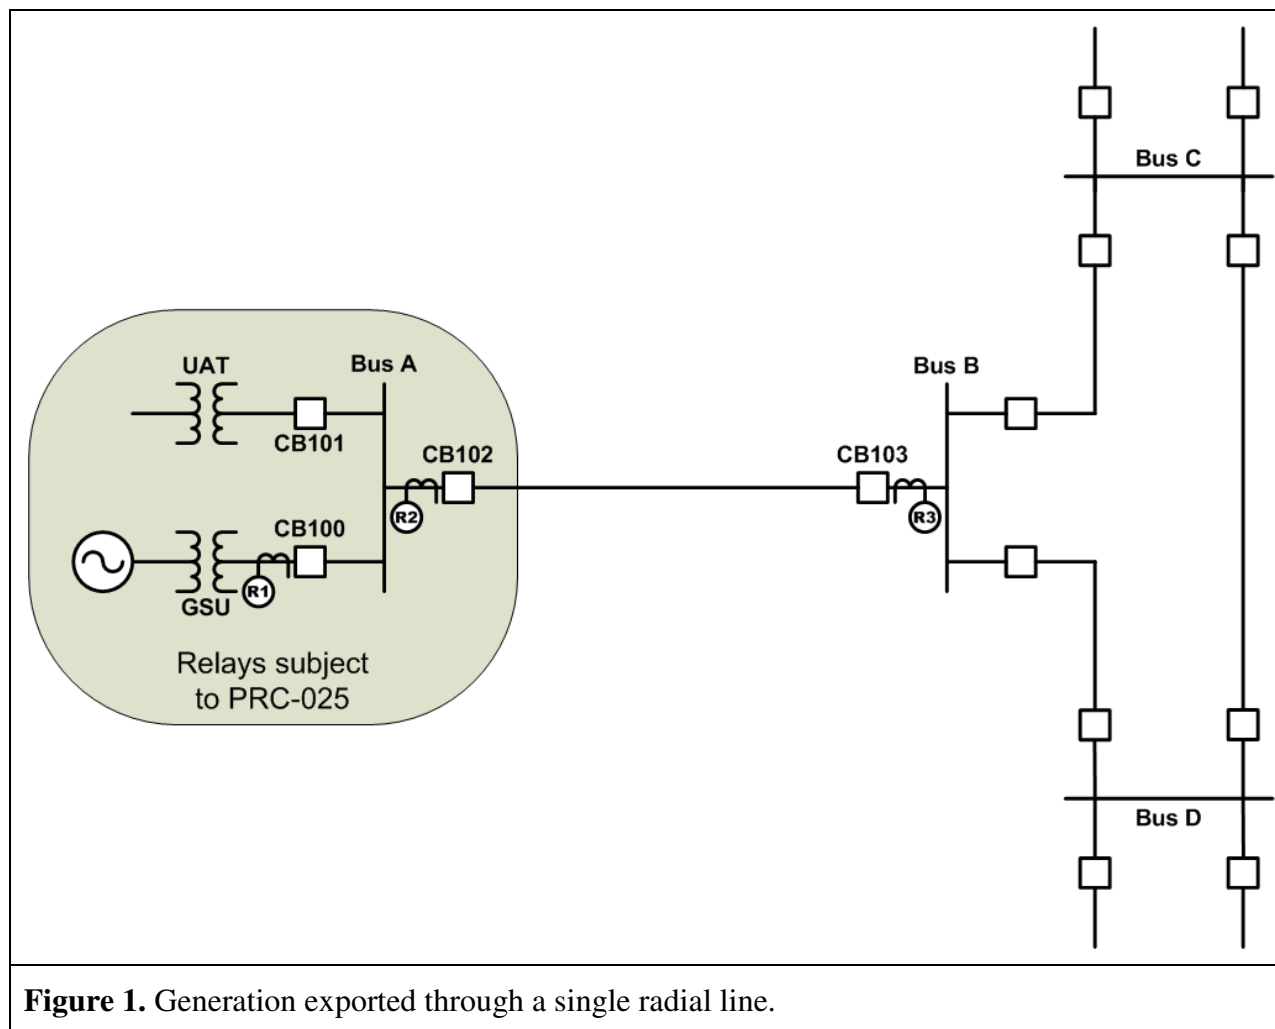 Bus C
UAT
Bus A
Bus B
CB101
CB102
CB103
R2
R3
CB100
R1
GSU
Relays subject
to PRC-025
Bus D
Figure 1. Generation exported through a single radial line.